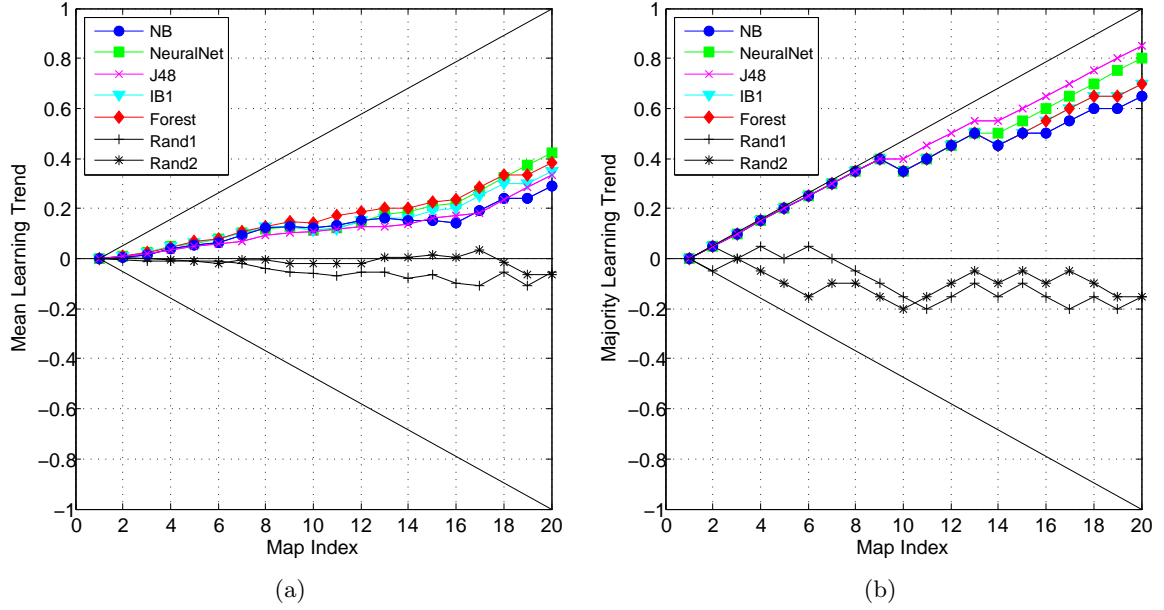 1
0.8
0.6
0.4
0.2
0
−0.2
−0.4
−0.6
−0.8
−1
Mean Learning Trend
NB
NeuralNet
J48
IB1
Forest
Rand1
Rand2
0 2 4 6 8 10 12 14 16 18 20
Map Index
(a)
1
0.8
0.6
0.4
0.2
0
−0.2
−0.4
−0.6
−0.8
−1
Majority Learning Trend
NB
NeuralNet
J48
IB1
Forest
Rand1
Rand2
0 2 4 6 8 10 12 14 16 18 20
Map Index
(b)